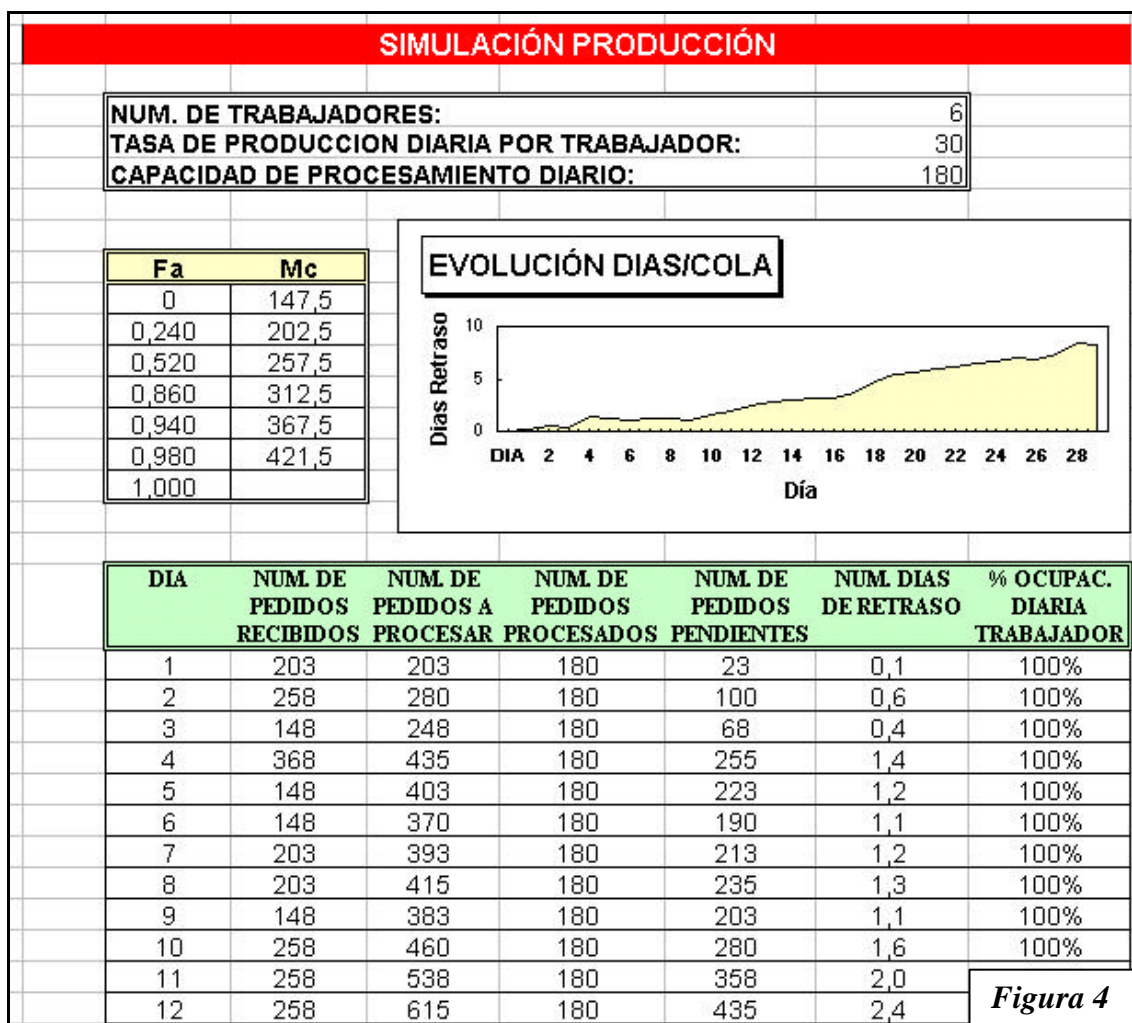 SIMULACIÓN PRODUCCIÓN
NUM. DE TRABAJADORES: 6
TASA DE PRODUCCION DIARIA POR TRABAJADOR: 30
CAPACIDAD DE PROCESAMIENTO DIARIO: 180
Fa Mc
0 147,5
0,240 202,5
0,520 257,5
0,860 312,5
0,940 367,5
0,980 421,5
1,000
EVOLUCIÓN DIAS/COLA
Dias Retraso
10
5
0
DIA 2 4 6 8 10 12 14 16 18 20 22 24 26 28
Día
DIA NUM. DE NUM. DE NUM. DE NUM. DE NUM. DIAS % OCUPAC.
PEDIDOS PEDIDOS A PEDIDOS PEDIDOS DE RETRASO DIARIA
RECIBIDOS PROCESAR PROCESADOS PENDIENTES TRABAJADOR
1 203 203 180 23 0,1 100%
2 258 280 180 100 0,6 100%
3 148 248 180 68 0,4 100%
4 368 435 180 255 1,4 100%
5 148 403 180 223 1,2 100%
6 148 370 180 190 1,1 100%
7 203 393 180 213 1,2 100%
8 203 415 180 235 1,3 100%
9 148 383 180 203 1,1 100%
10 258 460 180 280 1,6 100%
11 258 538 180 358 2,0
12 258 615 180 435 2,4
Figura 4